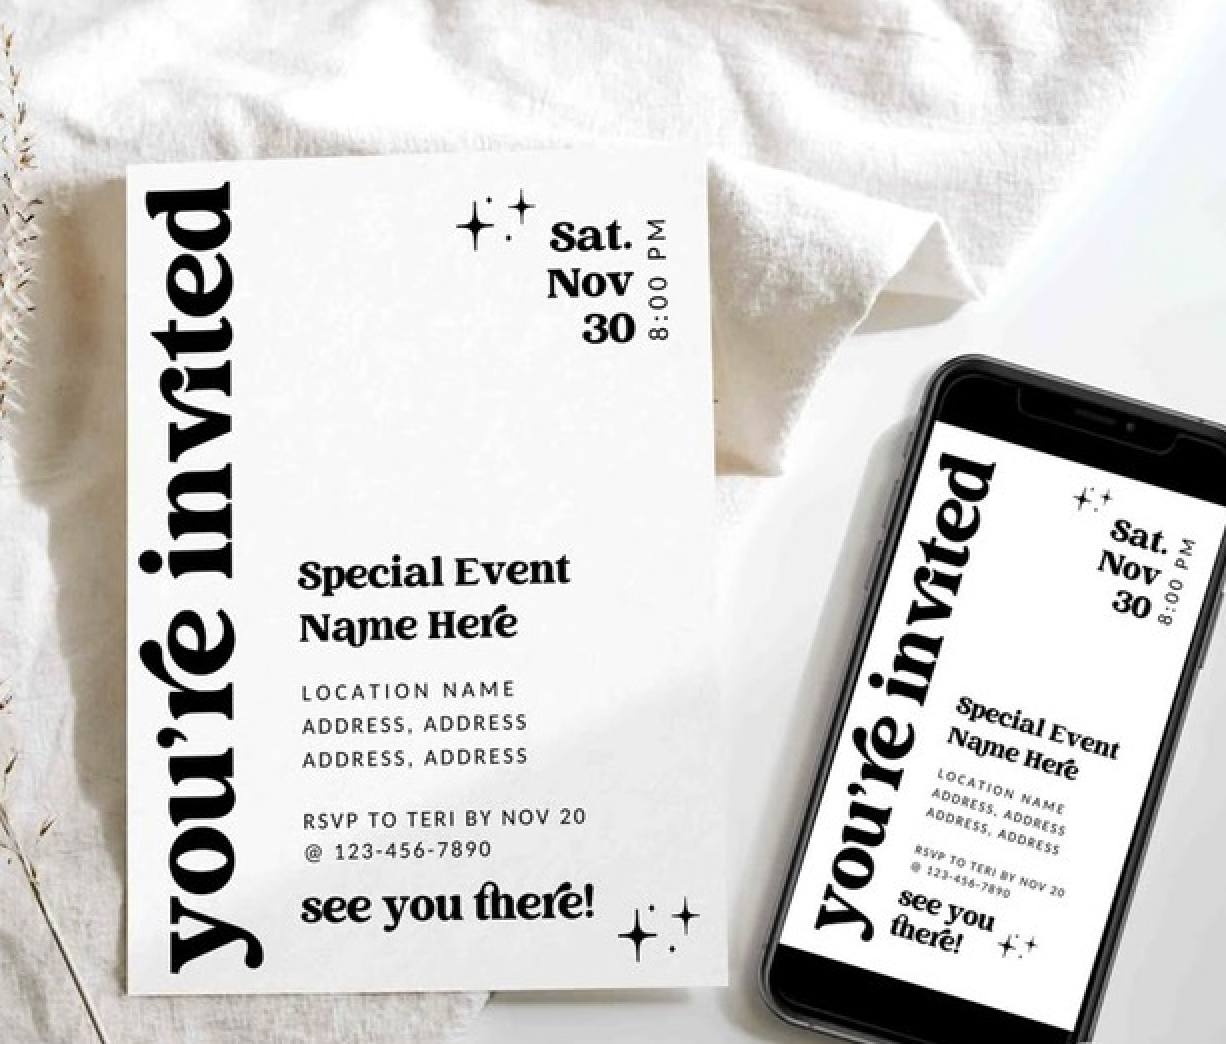 you're invited
Sat.
Nov
30
8:00 PM
Special Event
Name Here
LOCATION NAME
ADDRESS, ADDRESS
ADDRESS, ADDRESS
RSVP TO TERI BY NOV 20
@ 123-456-7890
see you there!
you're invited
Sat.
Nov
30
8:00 PM
Special Event
Name Here
LOCATION NAME
ADDRESS, ADDRESS
ADDRESS, ADDRESS
RSVP TO TERI BY NOV 20
@ 123-456-7890
see you
there!